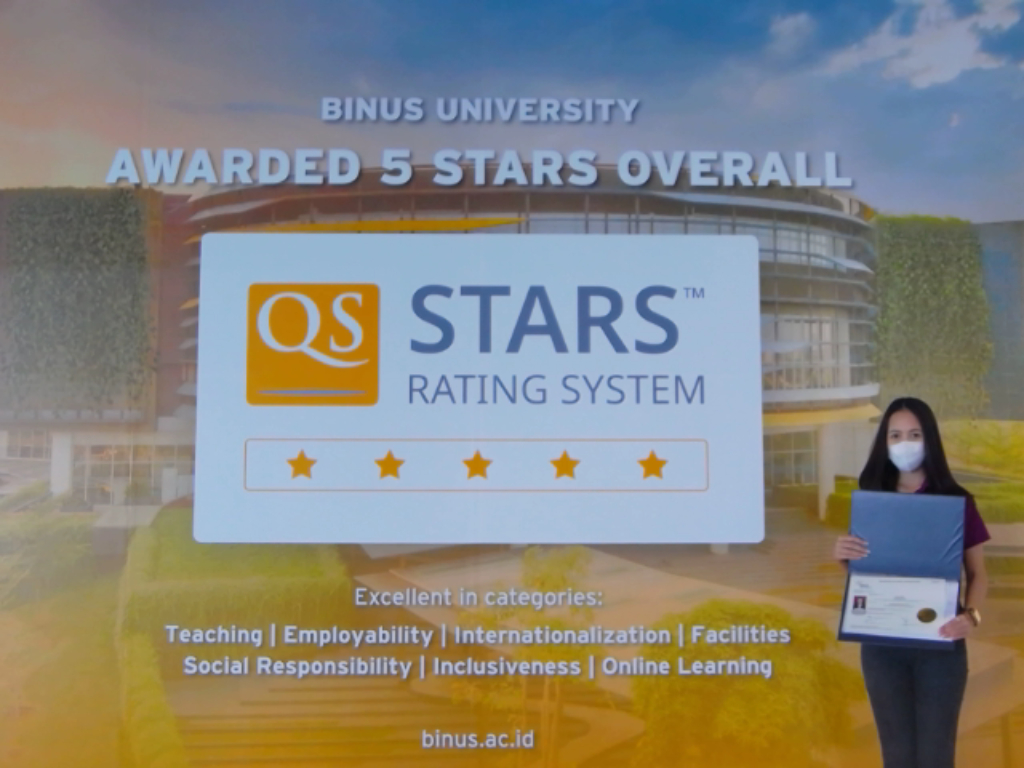 BINUS UNIVERSITY
AWARDED 5 STARS OVERALL
QS
STARS™
RATING SYSTEM
Excellent in categories:
Teaching | Employability | Internationalization | Facilities
Social Responsibility | Inclusiveness | Online Learning
binus.ac.id